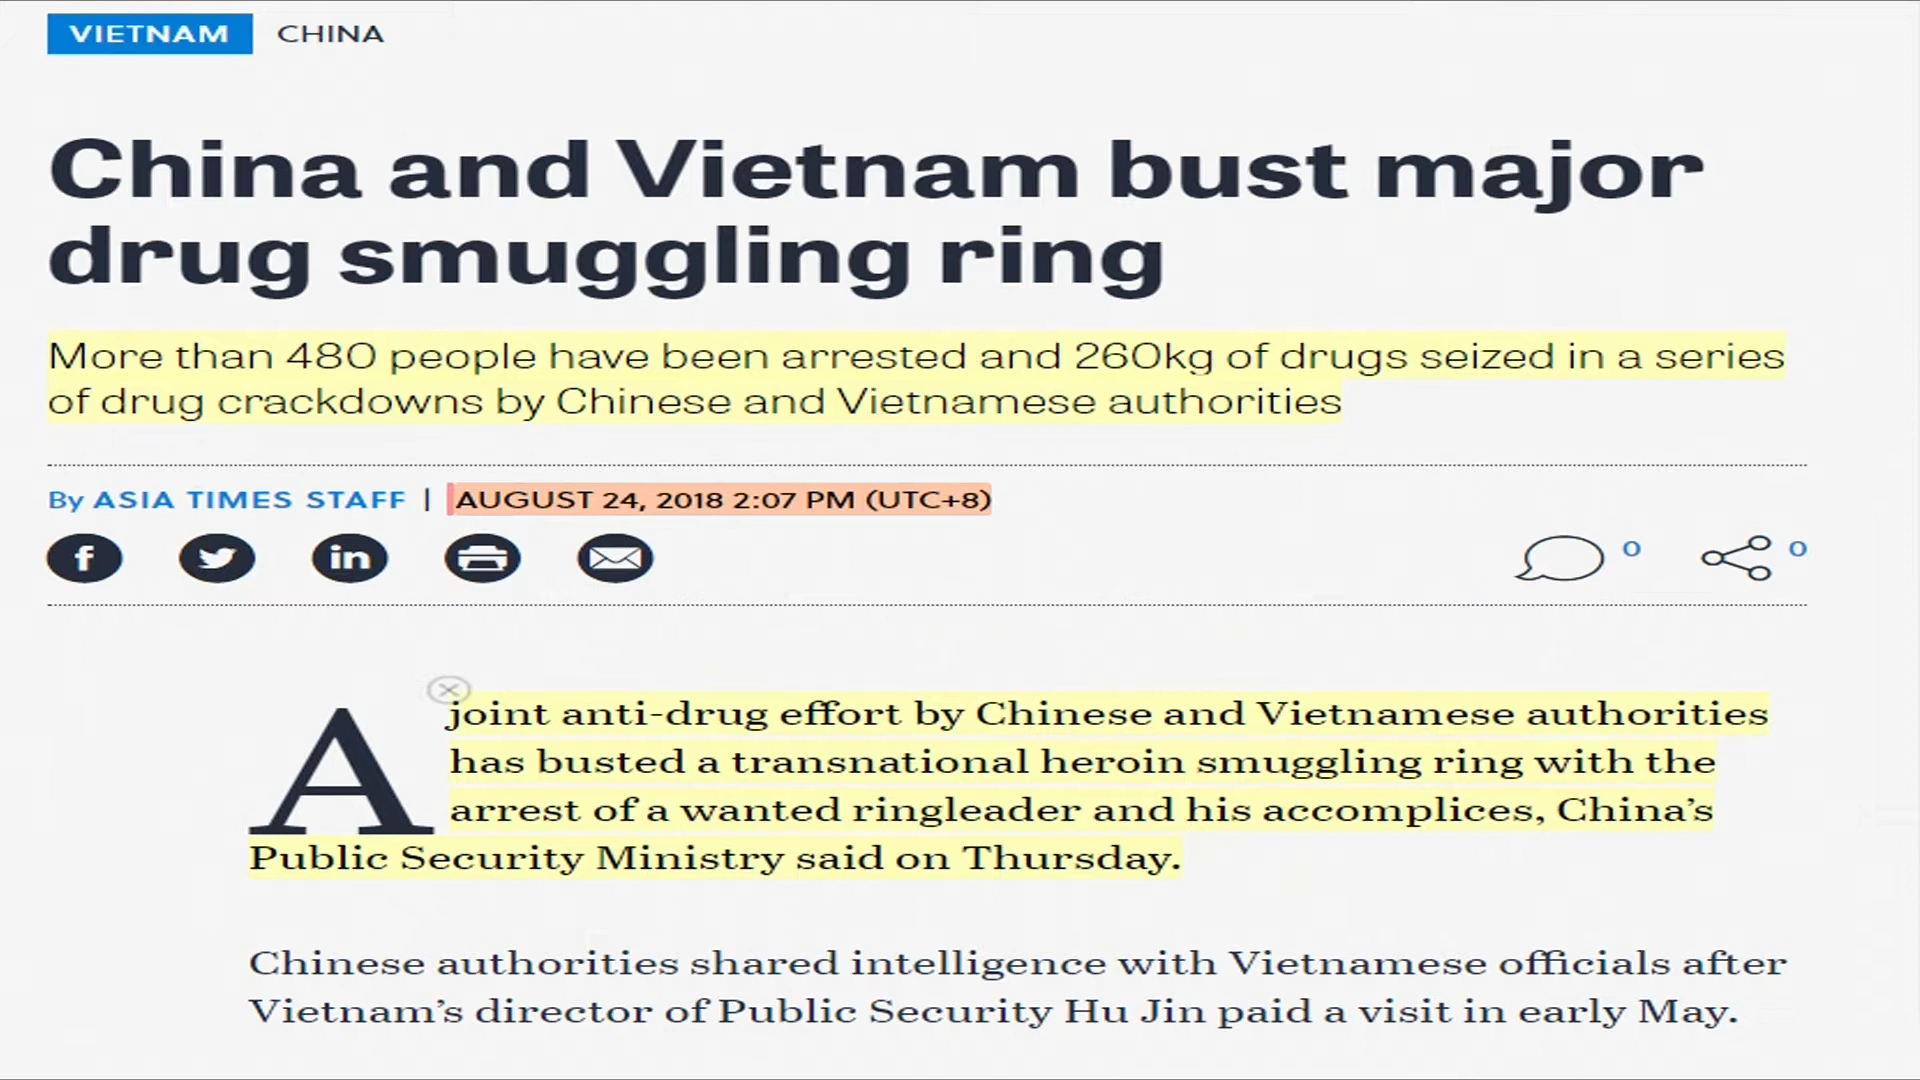 VIETNAM CHINA
China and Vietnam bust major
drug smuggling ring
More than 480 people have been arrested and 260kg of drugs seized in a series
of drug crackdowns by Chinese and Vietnamese authorities
By ASIA TIMES STAFF | AUGUST 24, 2018 2:07 PM (UTC+8)
0 0
A joint anti-drug effort by Chinese and Vietnamese authorities
has busted a transnational heroin smuggling ring with the
arrest of a wanted ringleader and his accomplices, China’s
Public Security Ministry said on Thursday.
Chinese authorities shared intelligence with Vietnamese officials after
Vietnam’s director of Public Security Hu Jin paid a visit in early May.